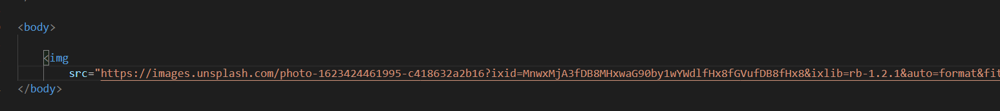 <body>
<img
src="https://images.unsplash.com/photo-1623424461995-c418632a2b16?ixid=MnwxMjA3fDB8MHxwaG90by1wYWdlfHx8fGVufDB8fHx8&ixlib=rb-1.2.1&auto=format&fit
</body>